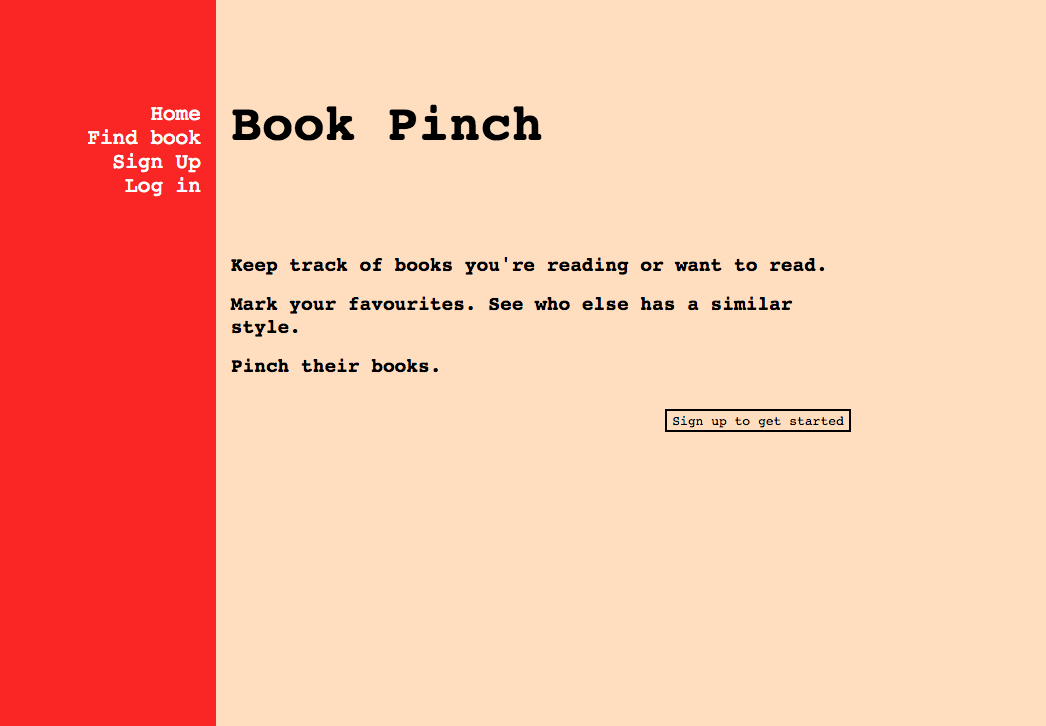 Home
Find book
Sign Up
Log in
Book Pinch
Keep track of books you're reading or want to read.
Mark your favourites. See who else has a similar
style.
Pinch their books.
Sign up to get started